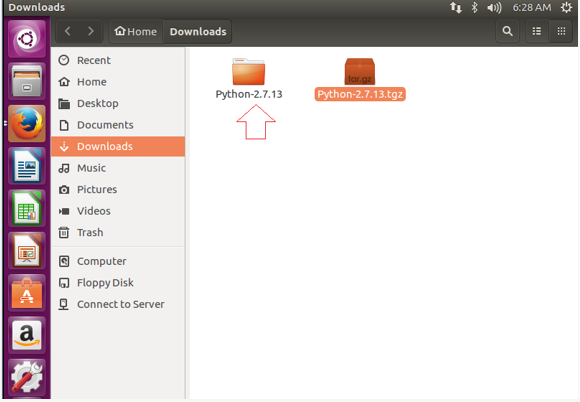 Downloads
6:28 AM
Home
Downloads
Recent
Home
Desktop
Documents
Downloads
Music
Pictures
Videos
Trash
Computer
Floppy Disk
Connect to Server
tar.gz
Python-2.7.13
Python-2.7.13.tgz